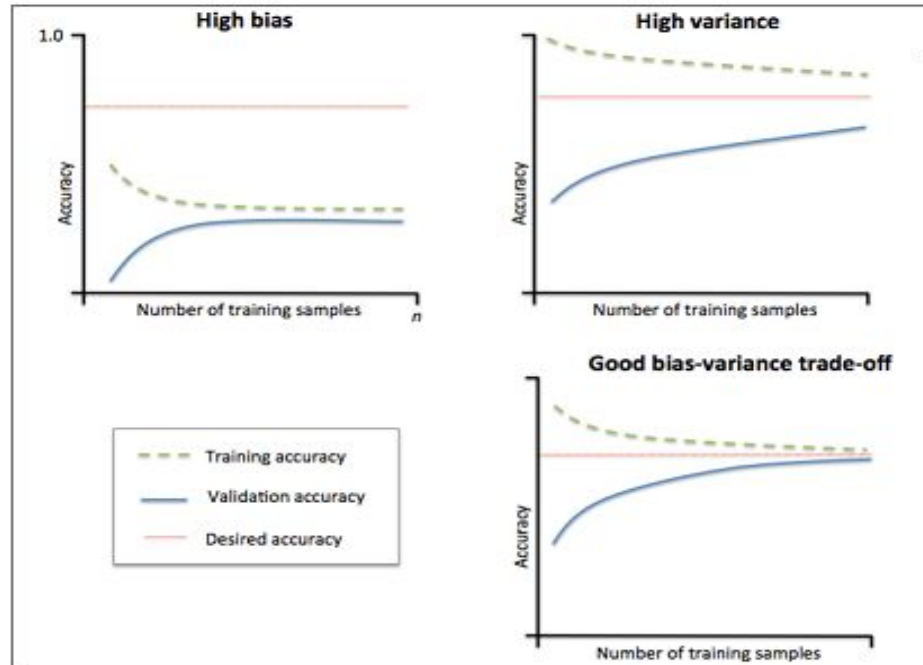 High bias
1.0
Accuracy
Number of training samples
n
High variance
Accuracy
Number of training samples
Training accuracy
Validation accuracy
Desired accuracy
Good bias-variance trade-off
Accuracy
Number of training samples